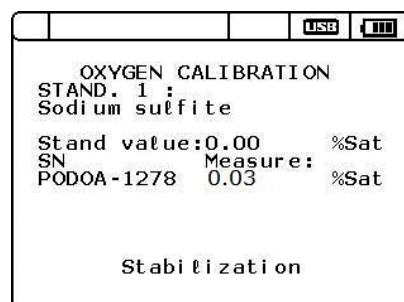 USB
OXYGEN CALIBRATION
STAND. 1 :
Sodium sulfite
Stand value:0.00 %Sat
SN Measure:
PODOA-1278 0.03 %Sat
Stabilization